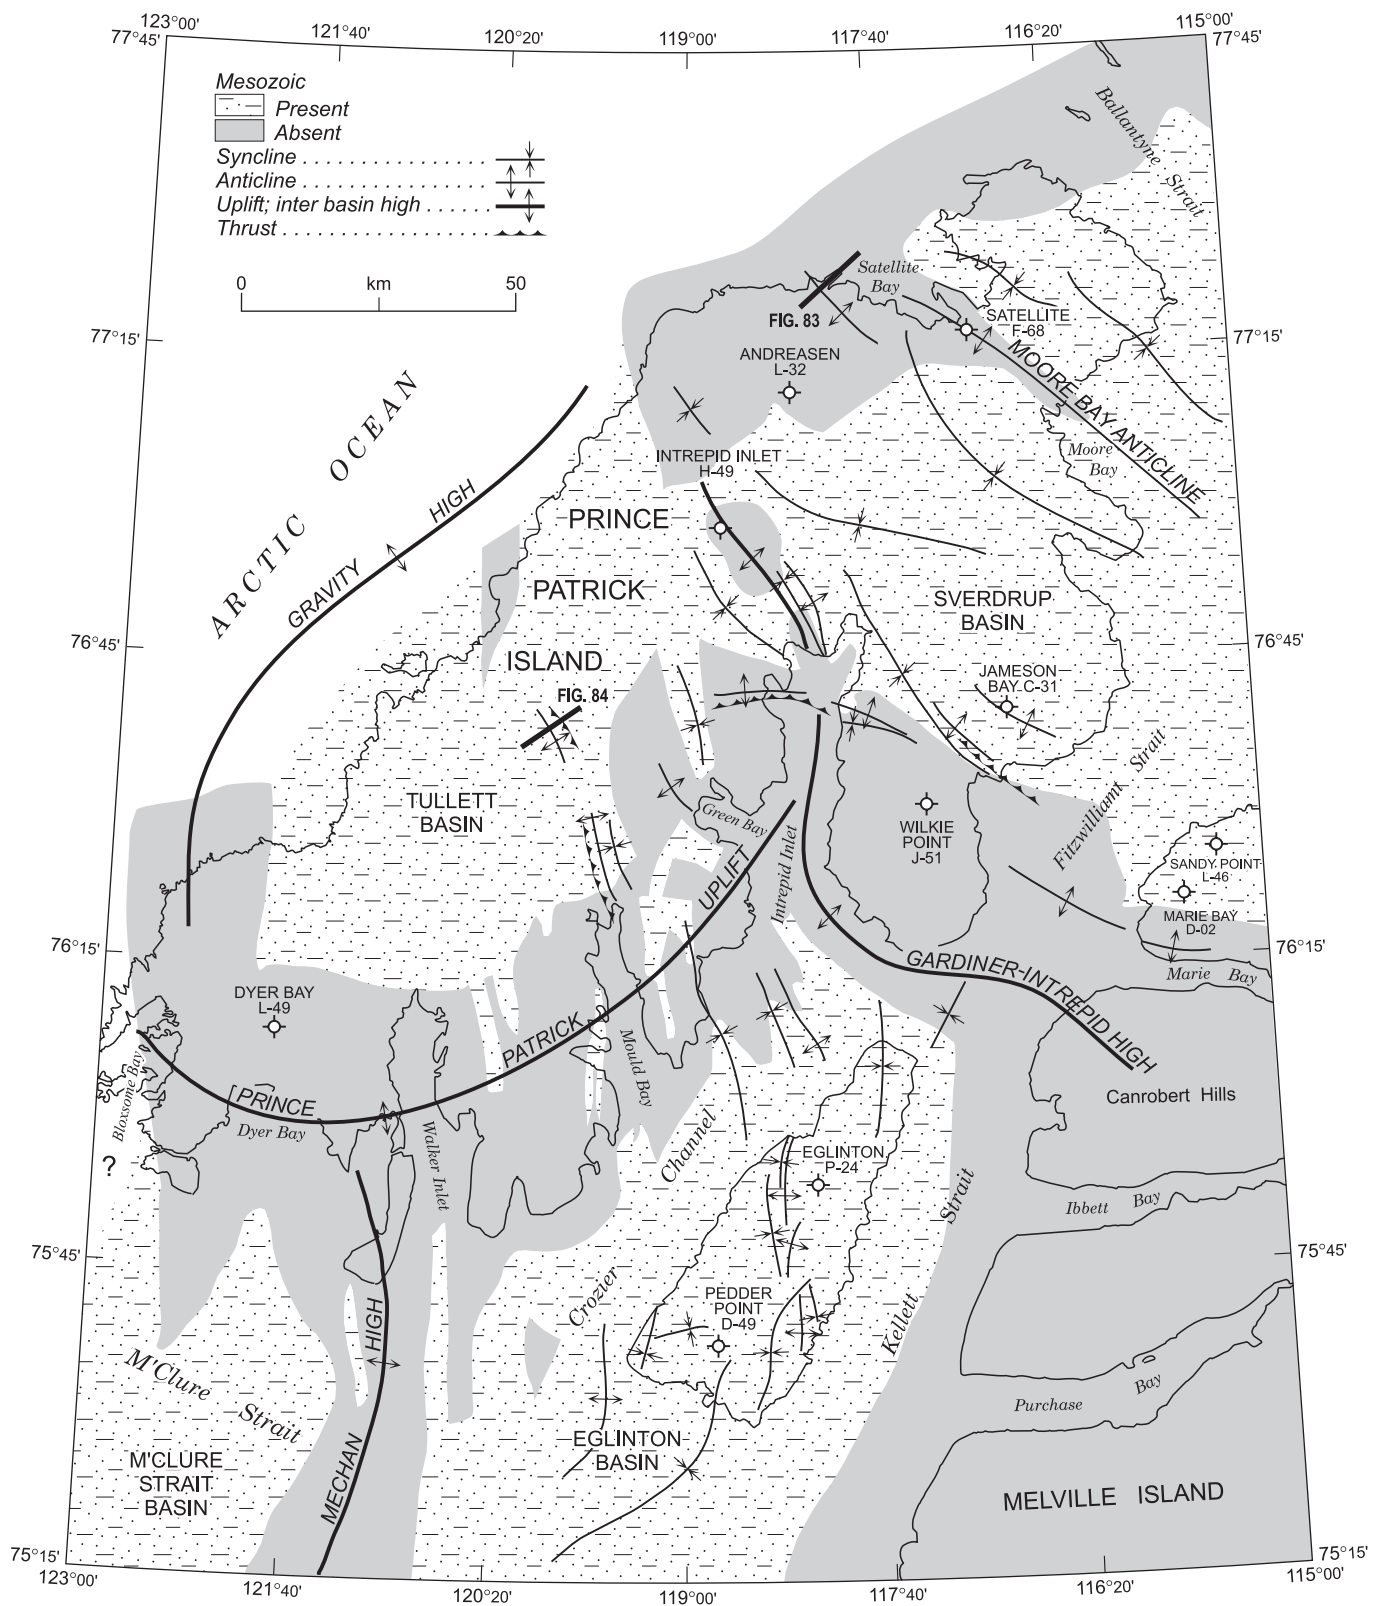 123°00'
121°40'
120°20'
119°00'
117°40'
116°20'
115°00'
77°45'
77°45'
Mesozoic
Present
Absent
Syncline
Anticline
Uplift; inter basin high
Thrust
0 km 50
Ballantyne Strait
Satellite
Bay
FIG. 83
SATELLITE
F-68
77°15'
77°15'
ANDREASEN
L-32
MOORE BAY ANTICLINE
ARCTIC OCEAN
Moore
Bay
INTREPID INLET
H-49
GRAVITY HIGH
PRINCE
PATRICK
ISLAND
SVERDRUP
BASIN
76°45'
76°45'
JAMESON
BAY C-31
FIG. 84
Fitzwilliamt Strait
TULLETT
BASIN
Green Bay
Intrepid Inlet
WILKIE
POINT
J-51
SANDY POINT
L-46
MARIE BAY
D-02
76°15'
76°15'
Marie Bay
GARDINER-INTREPID HIGH
DYER BAY
L-49
PRINCE PATRICK UPLIFT
Mould Bay
Bloxsome Bay
Dyer Bay
Walker Inlet
Canrobert Hills
?
Channel
Crozier
EGLINTON
P-24
Ibbett Bay
Strait
Kellett
75°45'
75°45'
PEDDER
POINT
D-49
MECHAN HIGH
M'Clure Strait
Purchase Bay
M'CLURE
STRAIT
BASIN
EGLINTON
BASIN
MELVILLE ISLAND
75°15'
75°15'
123°00'
121°40'
120°20'
119°00'
117°40'
116°20'
115°00'